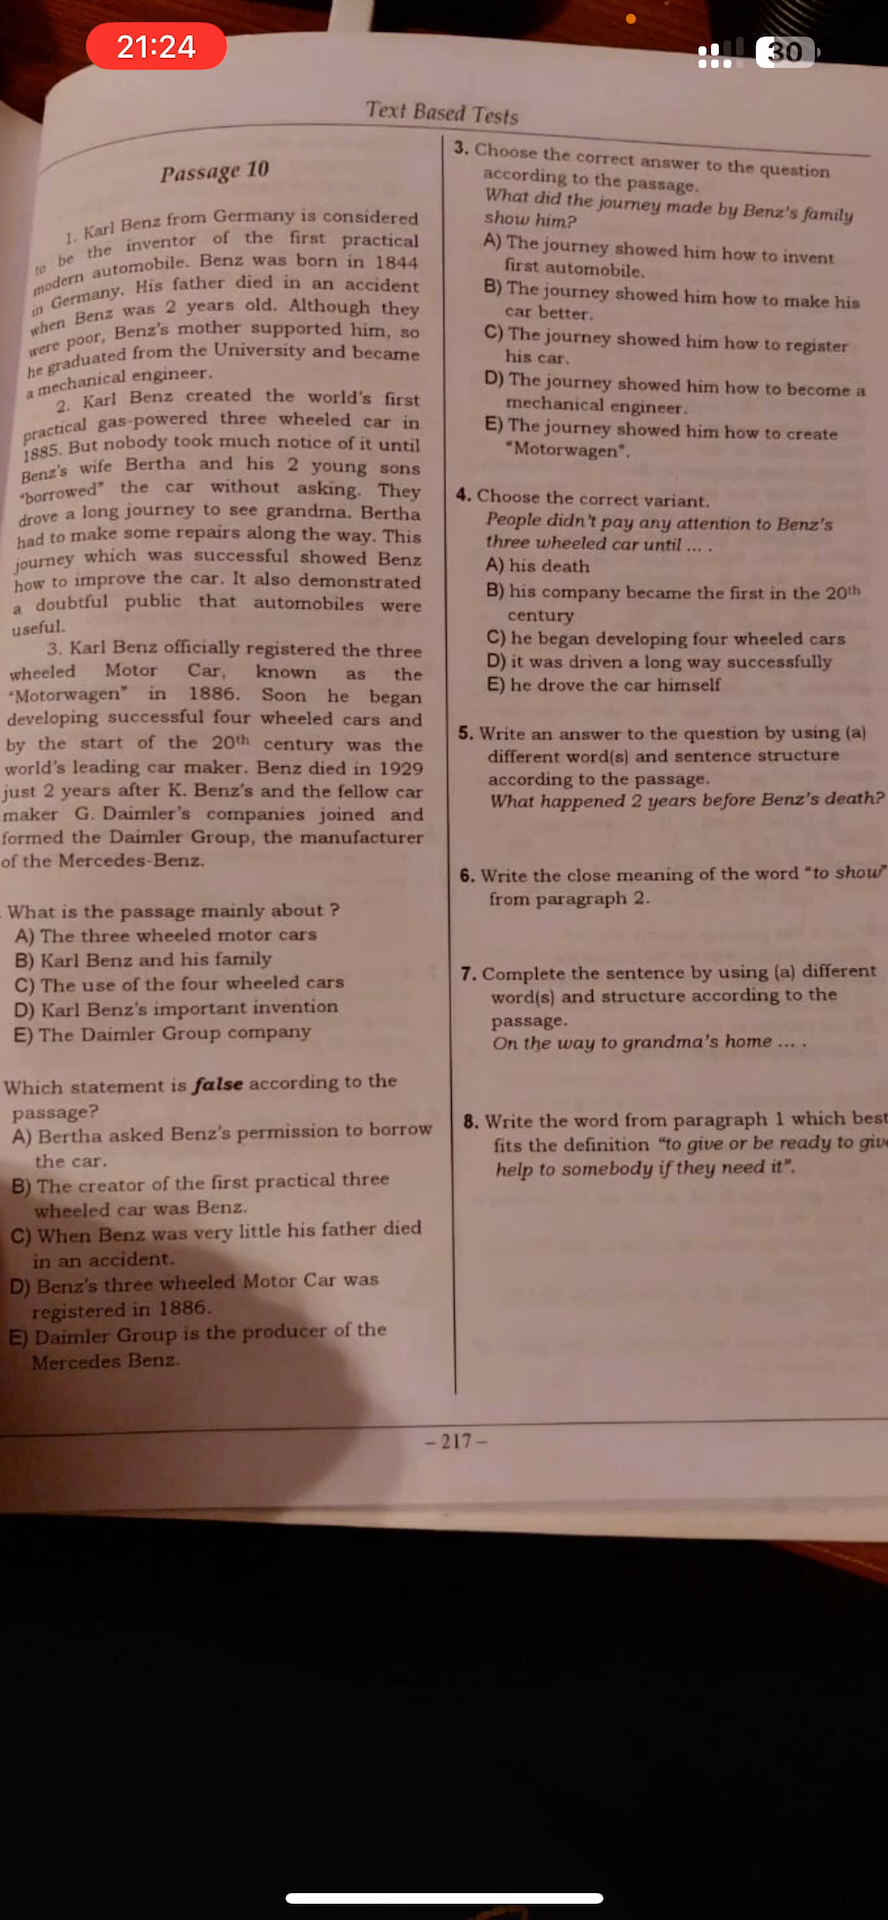 21:24
30
Text Based Tests
Passage 10
1. Karl Benz from Germany is considered
to be the inventor of the first practical
modern automobile. Benz was born in 1844
in Germany. His father died in an accident
when Benz was 2 years old. Although they
were poor, Benz's mother supported him, so
he graduated from the University and became
a mechanical engineer.
2. Karl Benz created the world's first
practical gas-powered three wheeled car in
1885. But nobody took much notice of it until
Benz's wife Bertha and his 2 young sons
"borrowed" the car without asking. They
drove a long journey to see grandma. Bertha
had to make some repairs along the way. This
journey which was successful showed Benz
how to improve the car. It also demonstrated
a doubtful public that automobiles were
useful.
3. Karl Benz officially registered the three
wheeled Motor Car, known as the
"Motorwagen" in 1886. Soon he began
developing successful four wheeled cars and
by the start of the 20th century was the
world's leading car maker. Benz died in 1929
just 2 years after K. Benz's and the fellow car
maker G. Daimler's companies joined and
formed the Daimler Group, the manufacturer
of the Mercedes-Benz.
What is the passage mainly about ?
A) The three wheeled motor cars
B) Karl Benz and his family
C) The use of the four wheeled cars
D) Karl Benz's important invention
E) The Daimler Group company
Which statement is false according to the
passage?
A) Bertha asked Benz's permission to borrow
the car.
B) The creator of the first practical three
wheeled car was Benz.
C) When Benz was very little his father died
in an accident.
D) Benz's three wheeled Motor Car was
registered in 1886.
E) Daimler Group is the producer of the
Mercedes Benz.
3. Choose the correct answer to the question
according to the passage.
What did the journey made by Benz's family
show him?
A) The journey showed him how to invent
first automobile.
B) The journey showed him how to make his
car better.
C) The journey showed him how to register
his car.
D) The journey showed him how to become a
mechanical engineer.
E) The journey showed him how to create
"Motorwagen".
4. Choose the correct variant.
People didn't pay any attention to Benz's
three wheeled car until ... .
A) his death
B) his company became the first in the 20th
century
C) he began developing four wheeled cars
D) it was driven a long way successfully
E) he drove the car himself
5. Write an answer to the question by using (a)
different word(s) and sentence structure
according to the passage.
What happened 2 years before Benz's death?
6. Write the close meaning of the word "to show"
from paragraph 2.
7. Complete the sentence by using (a) different
word(s) and structure according to the
passage.
On the way to grandma's home ... .
8. Write the word from paragraph 1 which best
fits the definition "to give or be ready to give
help to somebody if they need it".
– 217 –